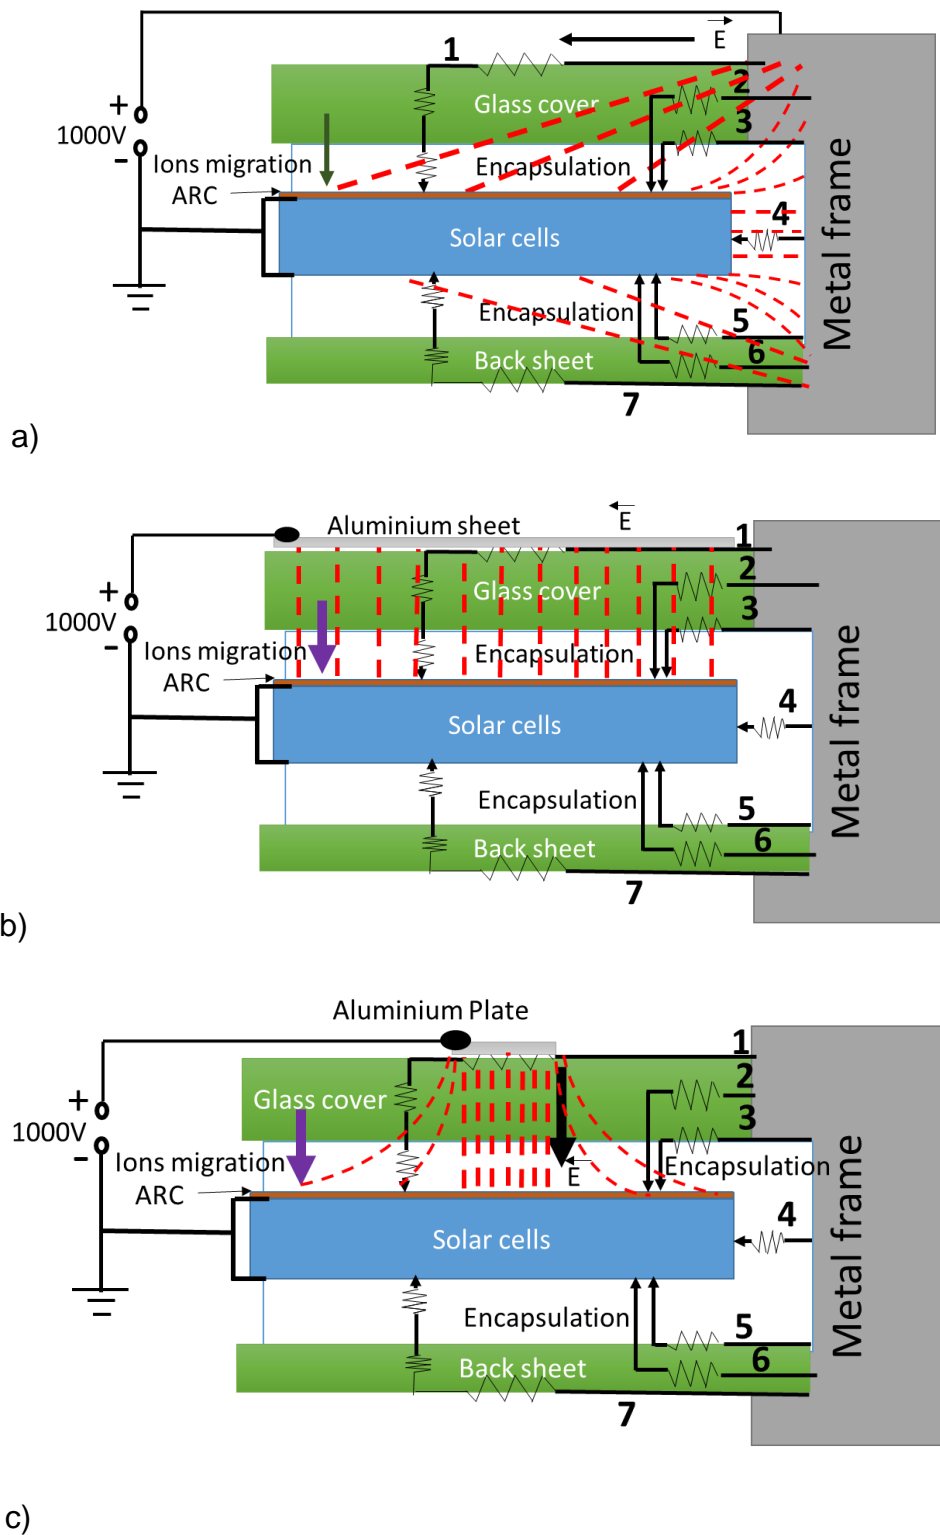 E
1
2
Glass cover
3
+
1000V
-
Ions migration
Encapsulation
ARC
4
Solar cells
Metal frame
Encapsulation
5
Back sheet
6
7
a)
E
Aluminium sheet
1
2
Glass cover
3
+
1000V
-
Ions migration
Encapsulation
ARC
4
Solar cells
Metal frame
Encapsulation
5
6
Back sheet
7
b)
Aluminium Plate
1
2
Glass cover
3
+
1000V
-
Ions migration
E
Encapsulation
ARC
4
Solar cells
Metal frame
Encapsulation
5
6
Back sheet
7
c)